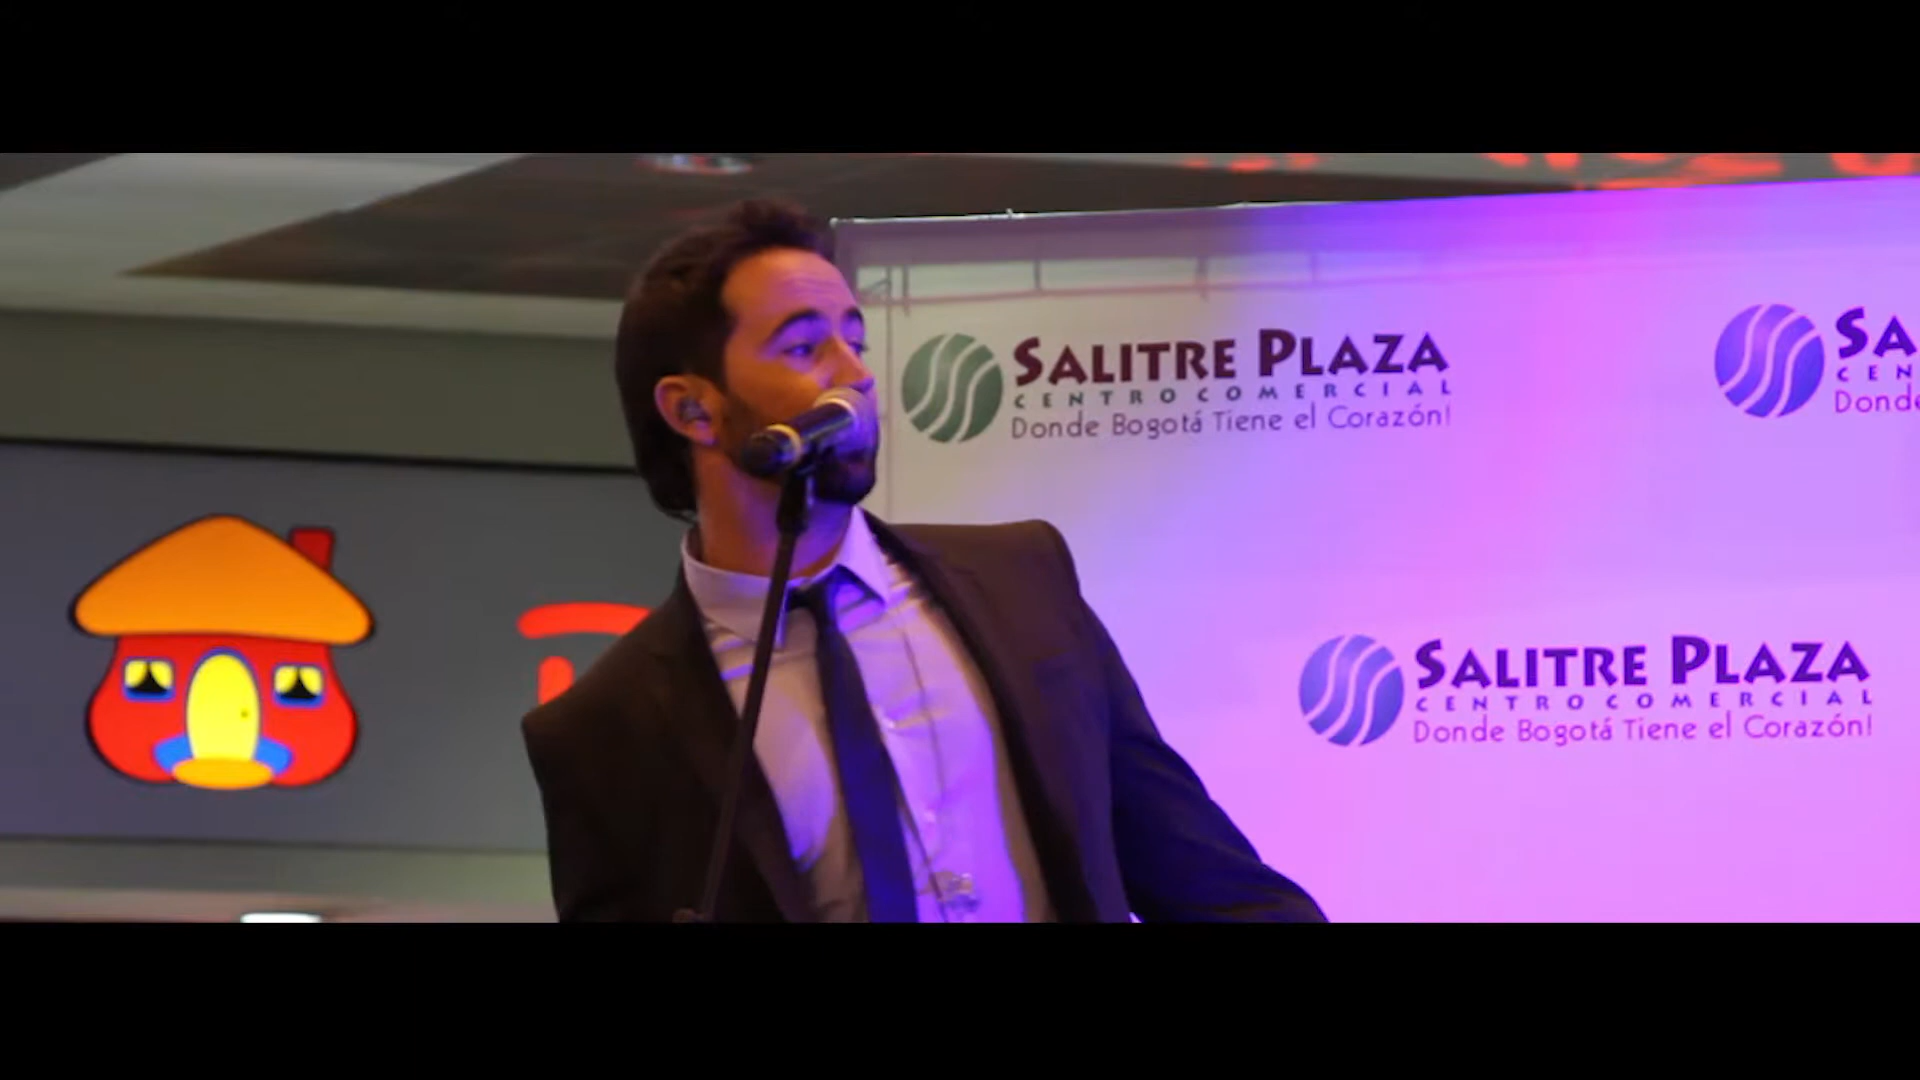 SALITRE PLAZA
CENTRO COMERCIAL
Donde Bogotá Tiene el Corazón!
SALITRE PLAZA
CENTRO COMERCIAL
Donde Bogotá Tiene el Corazón!